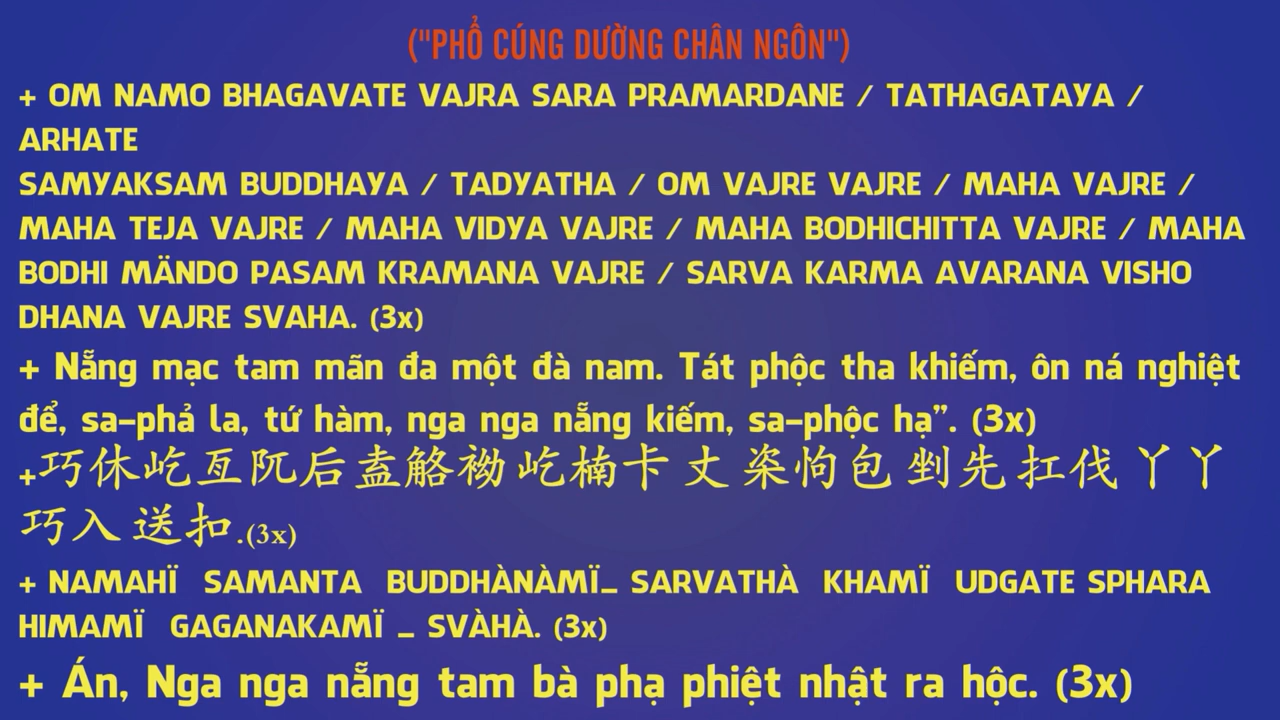 ("PHỔ CÚNG DƯỜNG CHÂN NGÔN")
+ OM NAMO BHAGAVATE VAJRA SARA PRAMARDANE / TATHAGATAYA /
ARHATE
SAMYAKSAM BUDDHAYA / TADYATHA / OM VAJRE VAJRE / MAHA VAJRE /
MAHA TEJA VAJRE / MAHA VIDYA VAJRE / MAHA BODHICHITTA VAJRE / MAHA
BODHI MÄNDO PASAM KRAMANA VAJRE / SARVA KARMA AVARANA VISHO
DHANA VAJRE SVAHA. (3x)
+ Nẵng mạc tam mãn đa một đà nam. Tát phộc tha khiếm, ôn ná nghiệt
để, sa-phả la, tứ hàm, nga nga nẵng kiếm, sa-phộc hạ”. (3x)
+巧休屹亙阢后盍觡袎屹楠卡丈桼怐包剉先扛伐丫丫
巧入送扣.(3x)
+ NAMAHÏ SAMANTA BUDDHÀNÀMÏ_ SARVATHÀ KHAMÏ UDGATE SPHARA
HIMAMÏ GAGANAKAMÏ _ SVÀHÀ. (3x)
+ Án, Nga nga nẵng tam bà phạ phiệt nhật ra hộc. (3x)